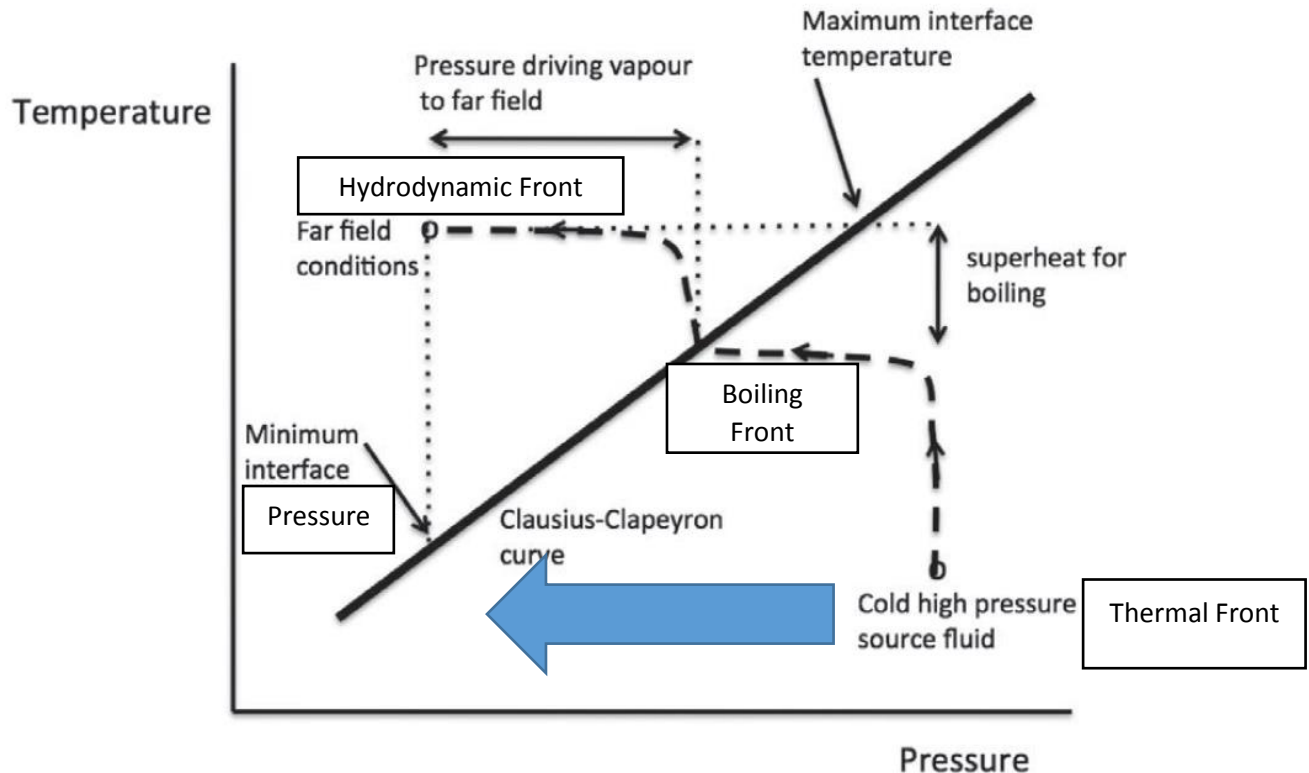 Maximum interface
temperature
Pressure driving vapour
to far field
Temperature
Hydrodynamic Front
Far field
conditions
superheat for
boiling
Boiling
Front
Minimum
interface
Pressure
Clausius-Clapeyron
curve
Cold high pressure
source fluid
Thermal Front
Pressure